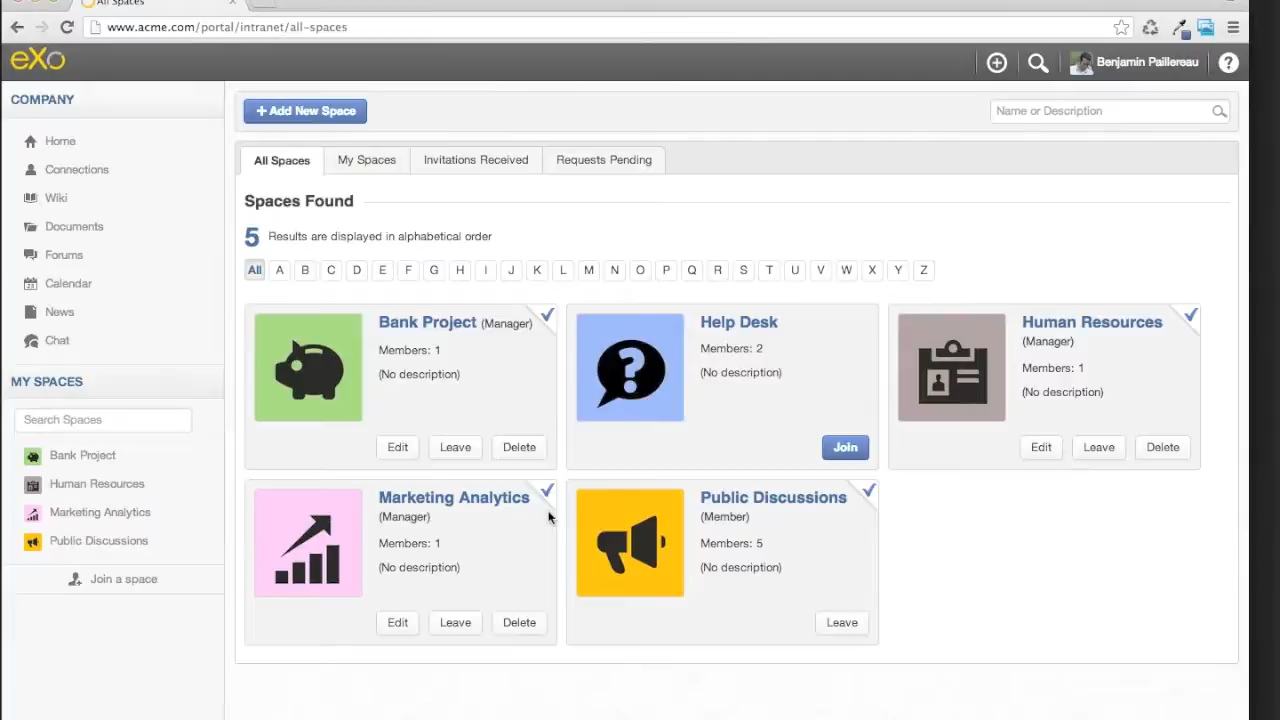 All Spaces
www.acme.com/portal/intranet/all-spaces
eXo
Benjamin Paillereau
COMPANY
Home
Connections
Wiki
Documents
Forums
Calendar
News
Chat
MY SPACES
Search Spaces
Bank Project
Human Resources
Marketing Analytics
Public Discussions
Join a space
+ Add New Space
Name or Description
All Spaces My Spaces Invitations Received Requests Pending
Spaces Found
5 Results are displayed in alphabetical order
All A B C D E F G H I J K L M N O P Q R S T U V W X Y Z
Bank Project (Manager)
Members: 1
(No description)
Edit Leave Delete
Help Desk
Members: 2
(No description)
Join
Human Resources
(Manager)
Members: 1
(No description)
Edit Leave Delete
Marketing Analytics
(Manager)
Members: 1
(No description)
Edit Leave Delete
Public Discussions
(Member)
Members: 5
(No description)
Leave